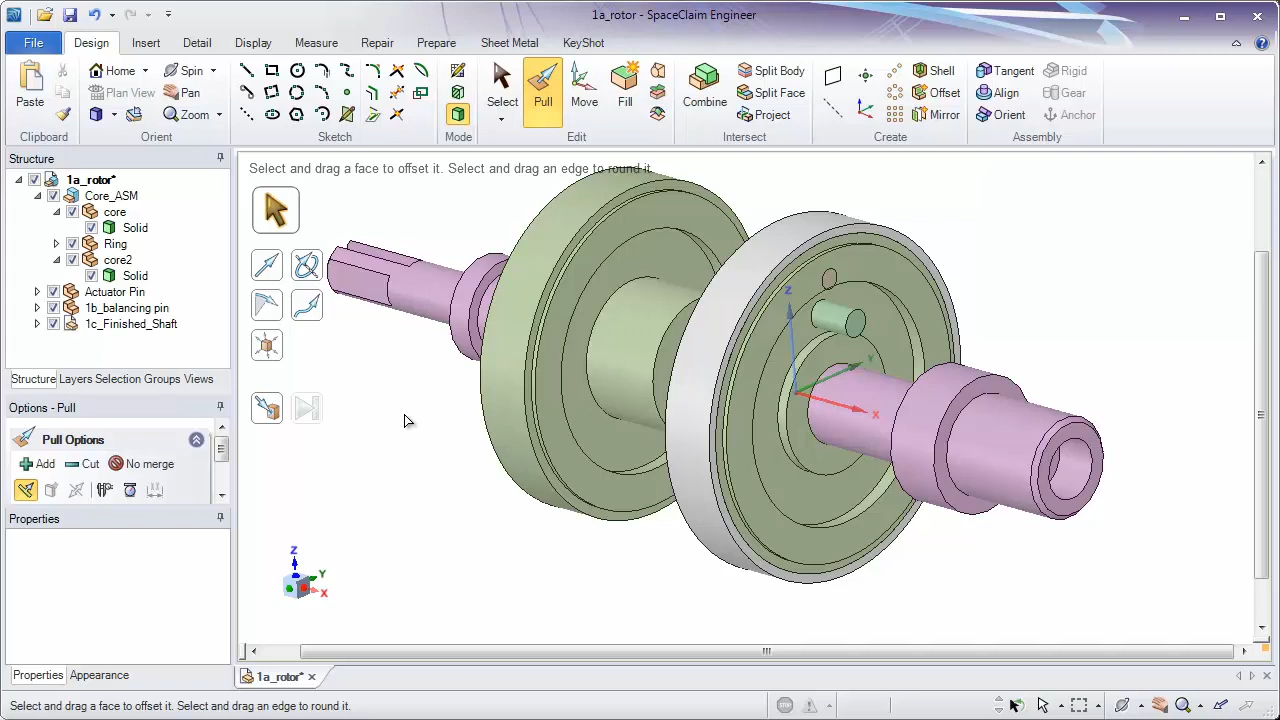 1a_rotor - SpaceClaim Engineer
File Design Insert Detail Display Measure Repair Prepare Sheet Metal KeyShot
Paste
Clipboard
Home Spin
Plan View Pan
Zoom
Orient
Sketch
Mode
Select Pull Move Fill
Edit
Combine
Split Body
Split Face
Project
Intersect
Shell
Offset
Mirror
Create
Tangent Rigid
Align Gear
Orient Anchor
Assembly
Structure
1a_rotor*
Core_ASM
core
Solid
Ring
core2
Solid
Actuator Pin
1b_balancing pin
1c_Finished_Shaft
Structure Layers Selection Groups Views
Options - Pull
Pull Options
Add Cut No merge
Properties
Properties Appearance
Select and drag a face to offset it. Select and drag an edge to round it.
Z
Y
X
Z
Y
X
1a_rotor*
Select and drag a face to offset it. Select and drag an edge to round it.